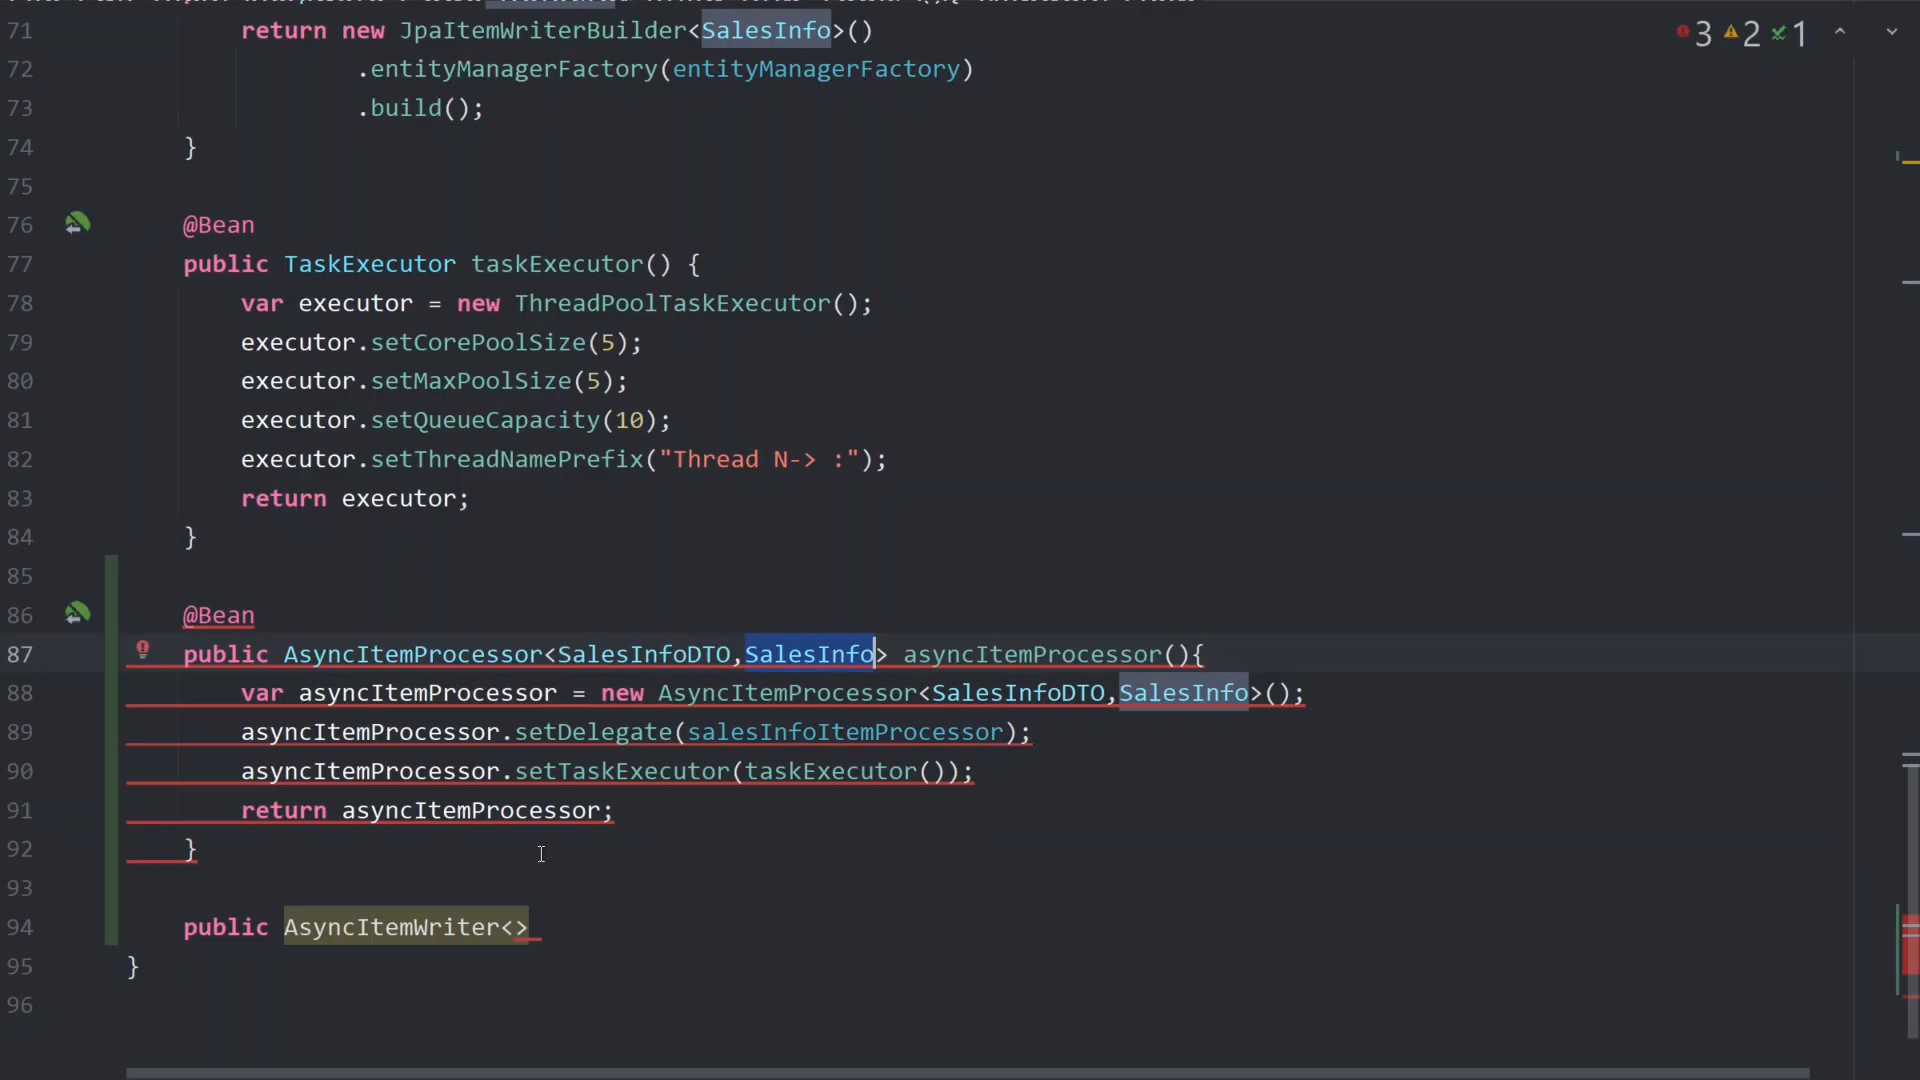 3 2 1
71 return new JpaItemWriterBuilder<SalesInfo>()
72 .entityManagerFactory(entityManagerFactory)
73 .build();
74 }
75
76 @Bean
77 public TaskExecutor taskExecutor() {
78 var executor = new ThreadPoolTaskExecutor();
79 executor.setCorePoolSize(5);
80 executor.setMaxPoolSize(5);
81 executor.setQueueCapacity(10);
82 executor.setThreadNamePrefix("Thread N-> :");
83 return executor;
84 }
85
86 @Bean
87 public AsyncItemProcessor<SalesInfoDTO,SalesInfo> asyncItemProcessor(){
88 var asyncItemProcessor = new AsyncItemProcessor<SalesInfoDTO,SalesInfo>();
89 asyncItemProcessor.setDelegate(salesInfoItemProcessor);
90 asyncItemProcessor.setTaskExecutor(taskExecutor());
91 return asyncItemProcessor;
92 }
93
94 public AsyncItemWriter<>
95 }
96